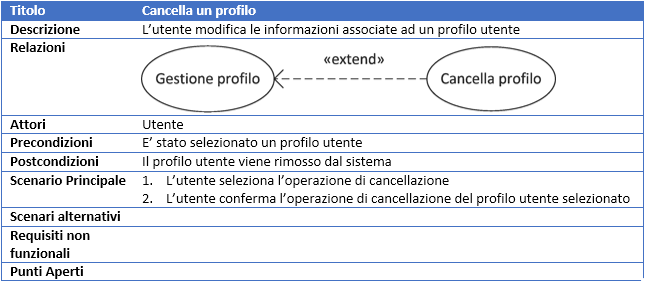 Titolo Cancella un profilo
Descrizione L’utente modifica le informazioni associate ad un profilo utente
Relazioni
«extend»
Gestione profilo Cancella profilo
Attori Utente
Precondizioni E’ stato selezionato un profilo utente
Postcondizioni Il profilo utente viene rimosso dal sistema
Scenario Principale 1. L’utente seleziona l’operazione di cancellazione
2. L’utente conferma l’operazione di cancellazione del profilo utente selezionato
Scenari alternativi
Requisiti non
funzionali
Punti Aperti